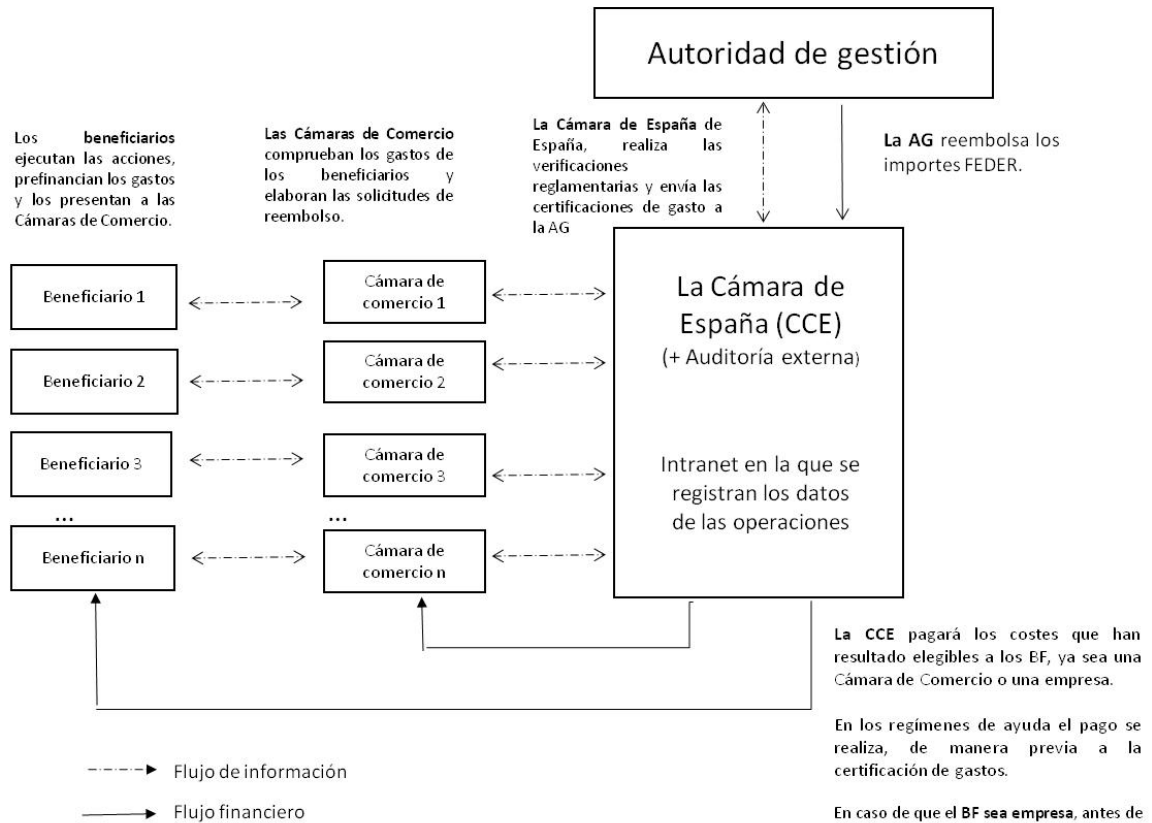 Autoridad de gestión
Los beneficiarios
ejecutan las acciones,
prefinancian los gastos
y los presentan a las
Cámaras de Comercio.
Las Cámaras de Comercio
comprueban los gastos de
los beneficiarios y
elaboran las solicitudes de
reembolso.
La Cámara de España de
España, realiza las
verificaciones
reglamentarias y envía las
certificaciones de gasto a
la AG
La AG reembolsa los
importes FEDER.
Beneficiario 1
Cámara de
comercio 1
Beneficiario 2
Cámara de
comercio 2
Beneficiario 3
Cámara de
comercio 3
...
...
Beneficiario n
Cámara de
comercio n
La Cámara de
España (CCE)
(+ Auditoría externa)
Intranet en la que se
registran los datos
de las operaciones
La CCE pagará los costes que han
resultado elegibles a los BF, ya sea una
Cámara de Comercio o una empresa.
En los regímenes de ayuda el pago se
realiza, de manera previa a la
certificación de gastos.
En caso de que el BF sea empresa, antes de
Flujo de información
Flujo financiero